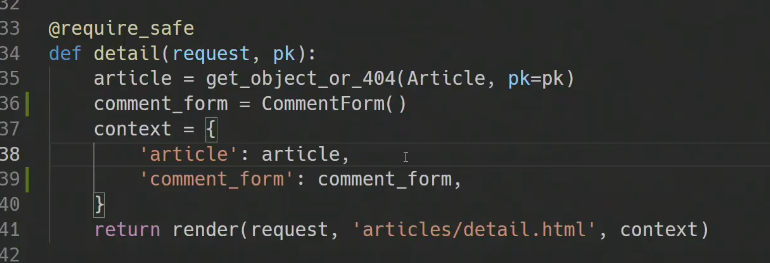 32
33 @require_safe
34 def detail(request, pk):
35     article = get_object_or_404(Article, pk=pk)
36     comment_form = CommentForm()
37     context = {
38         'article': article,
39         'comment_form': comment_form,
40     }
41     return render(request, 'articles/detail.html', context)
42